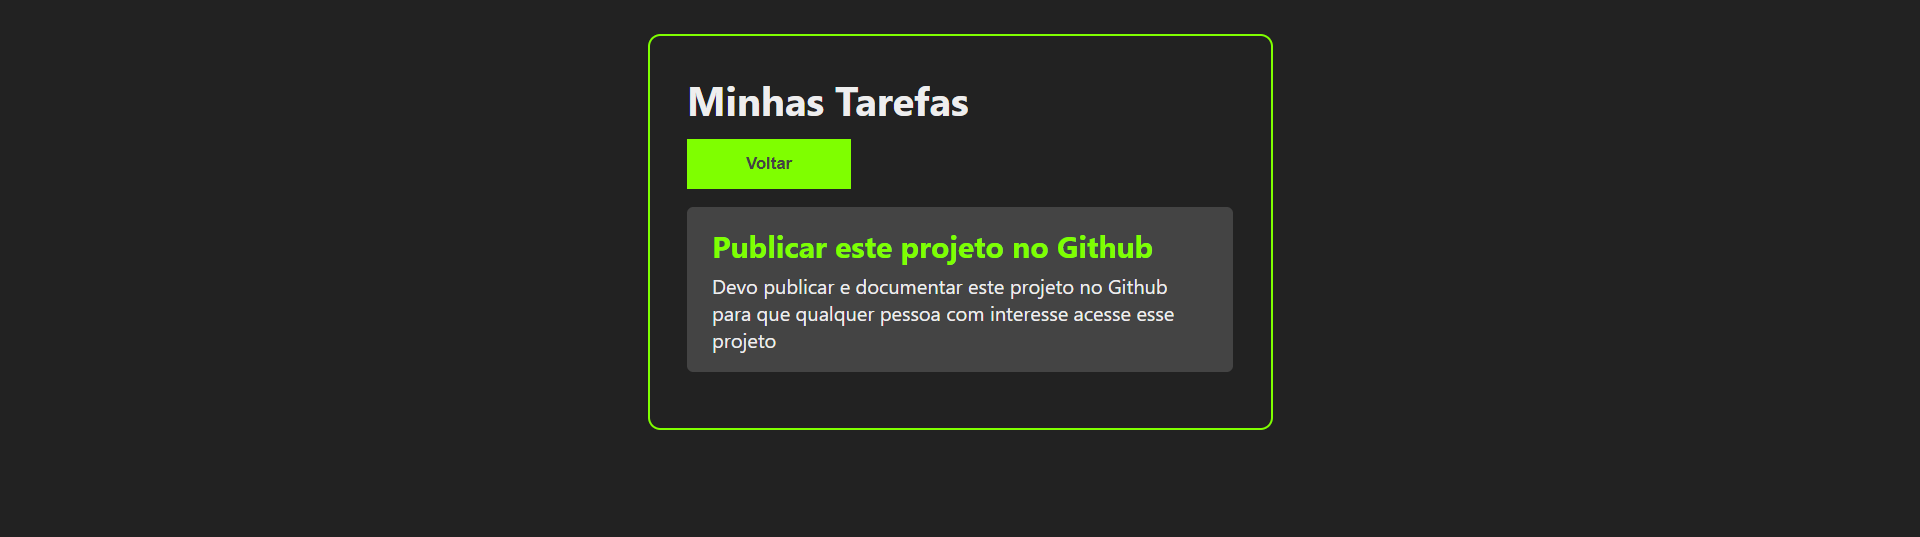 Minhas Tarefas
Voltar
Publicar este projeto no Github
Devo publicar e documentar este projeto no Github
para que qualquer pessoa com interesse acesse esse
projeto